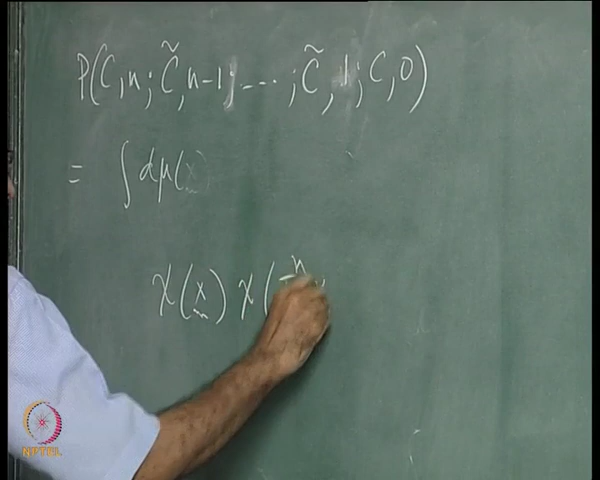 P(C,n; C̃,n-1; ⋯ ; C̃,1; C,0)
= ∫ dμ(x̰)
χ(x̰) χ(
NPTEL